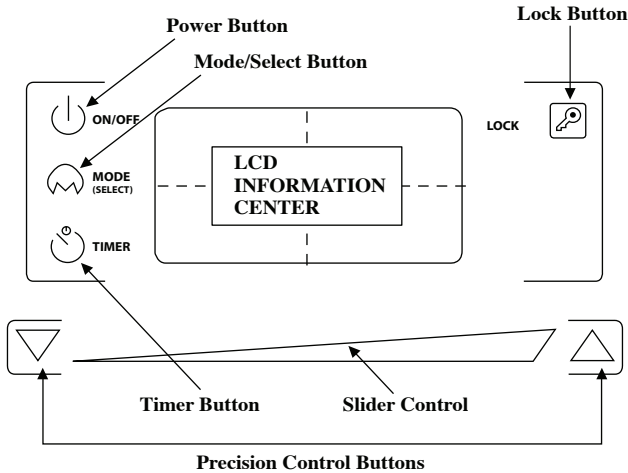 Lock Button
Power Button
Mode/Select Button
ON/OFF
LOCK
MODE
(SELECT)
LCD
INFORMATION
CENTER
TIMER
Timer Button
Slider Control
Precision Control Buttons